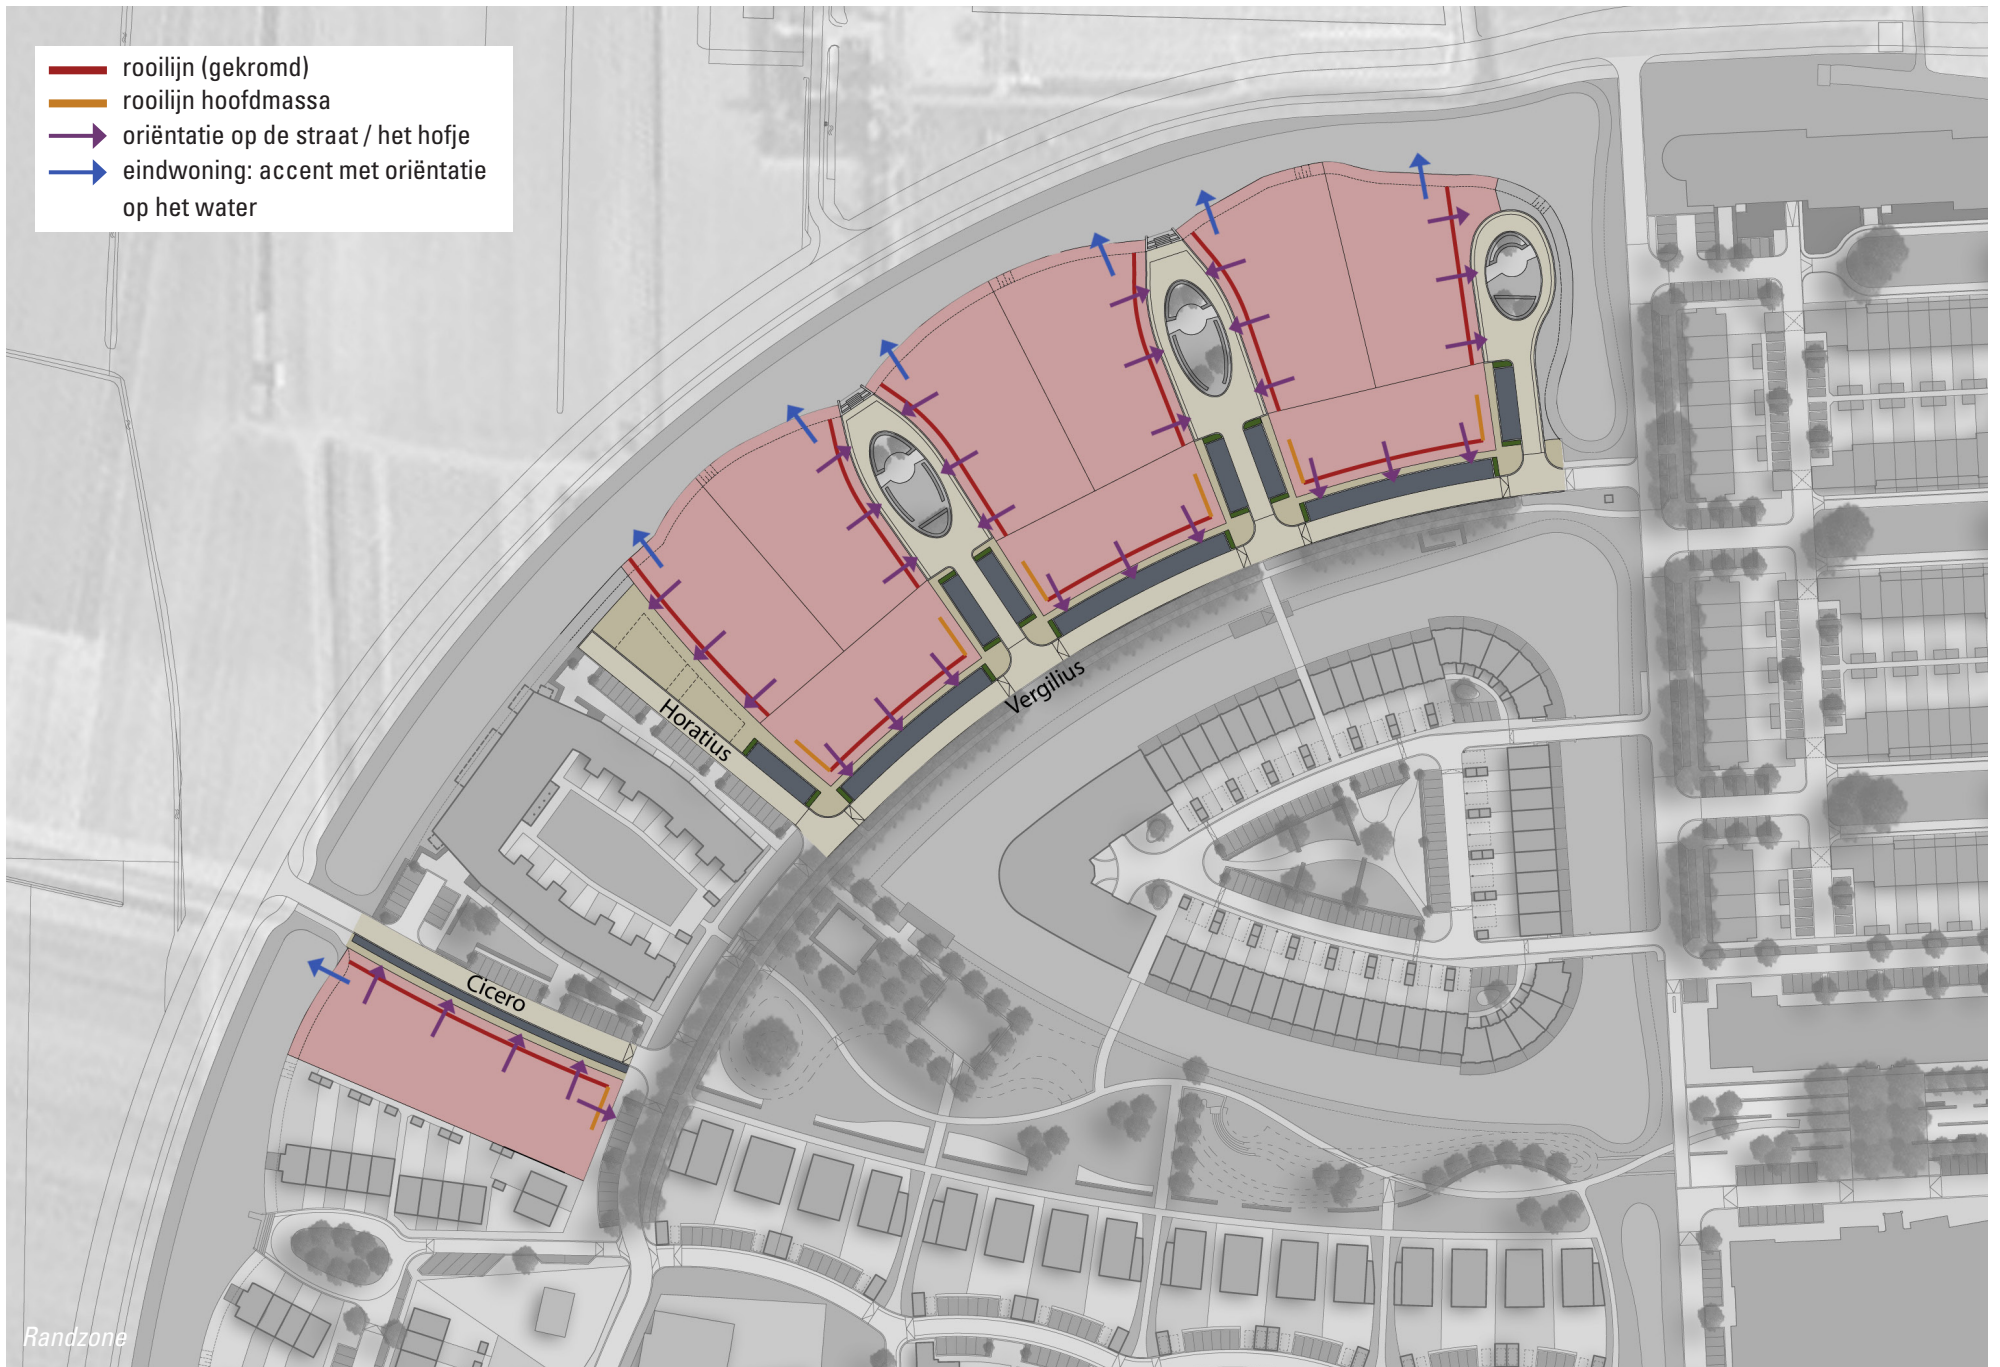 rooilijn (gekromd)
rooilijn hoofdmassa
oriëntatie op de straat / het hofje
eindwoning: accent met oriëntatie
op het water
Vergilius
Horatius
Cicero
Randzone